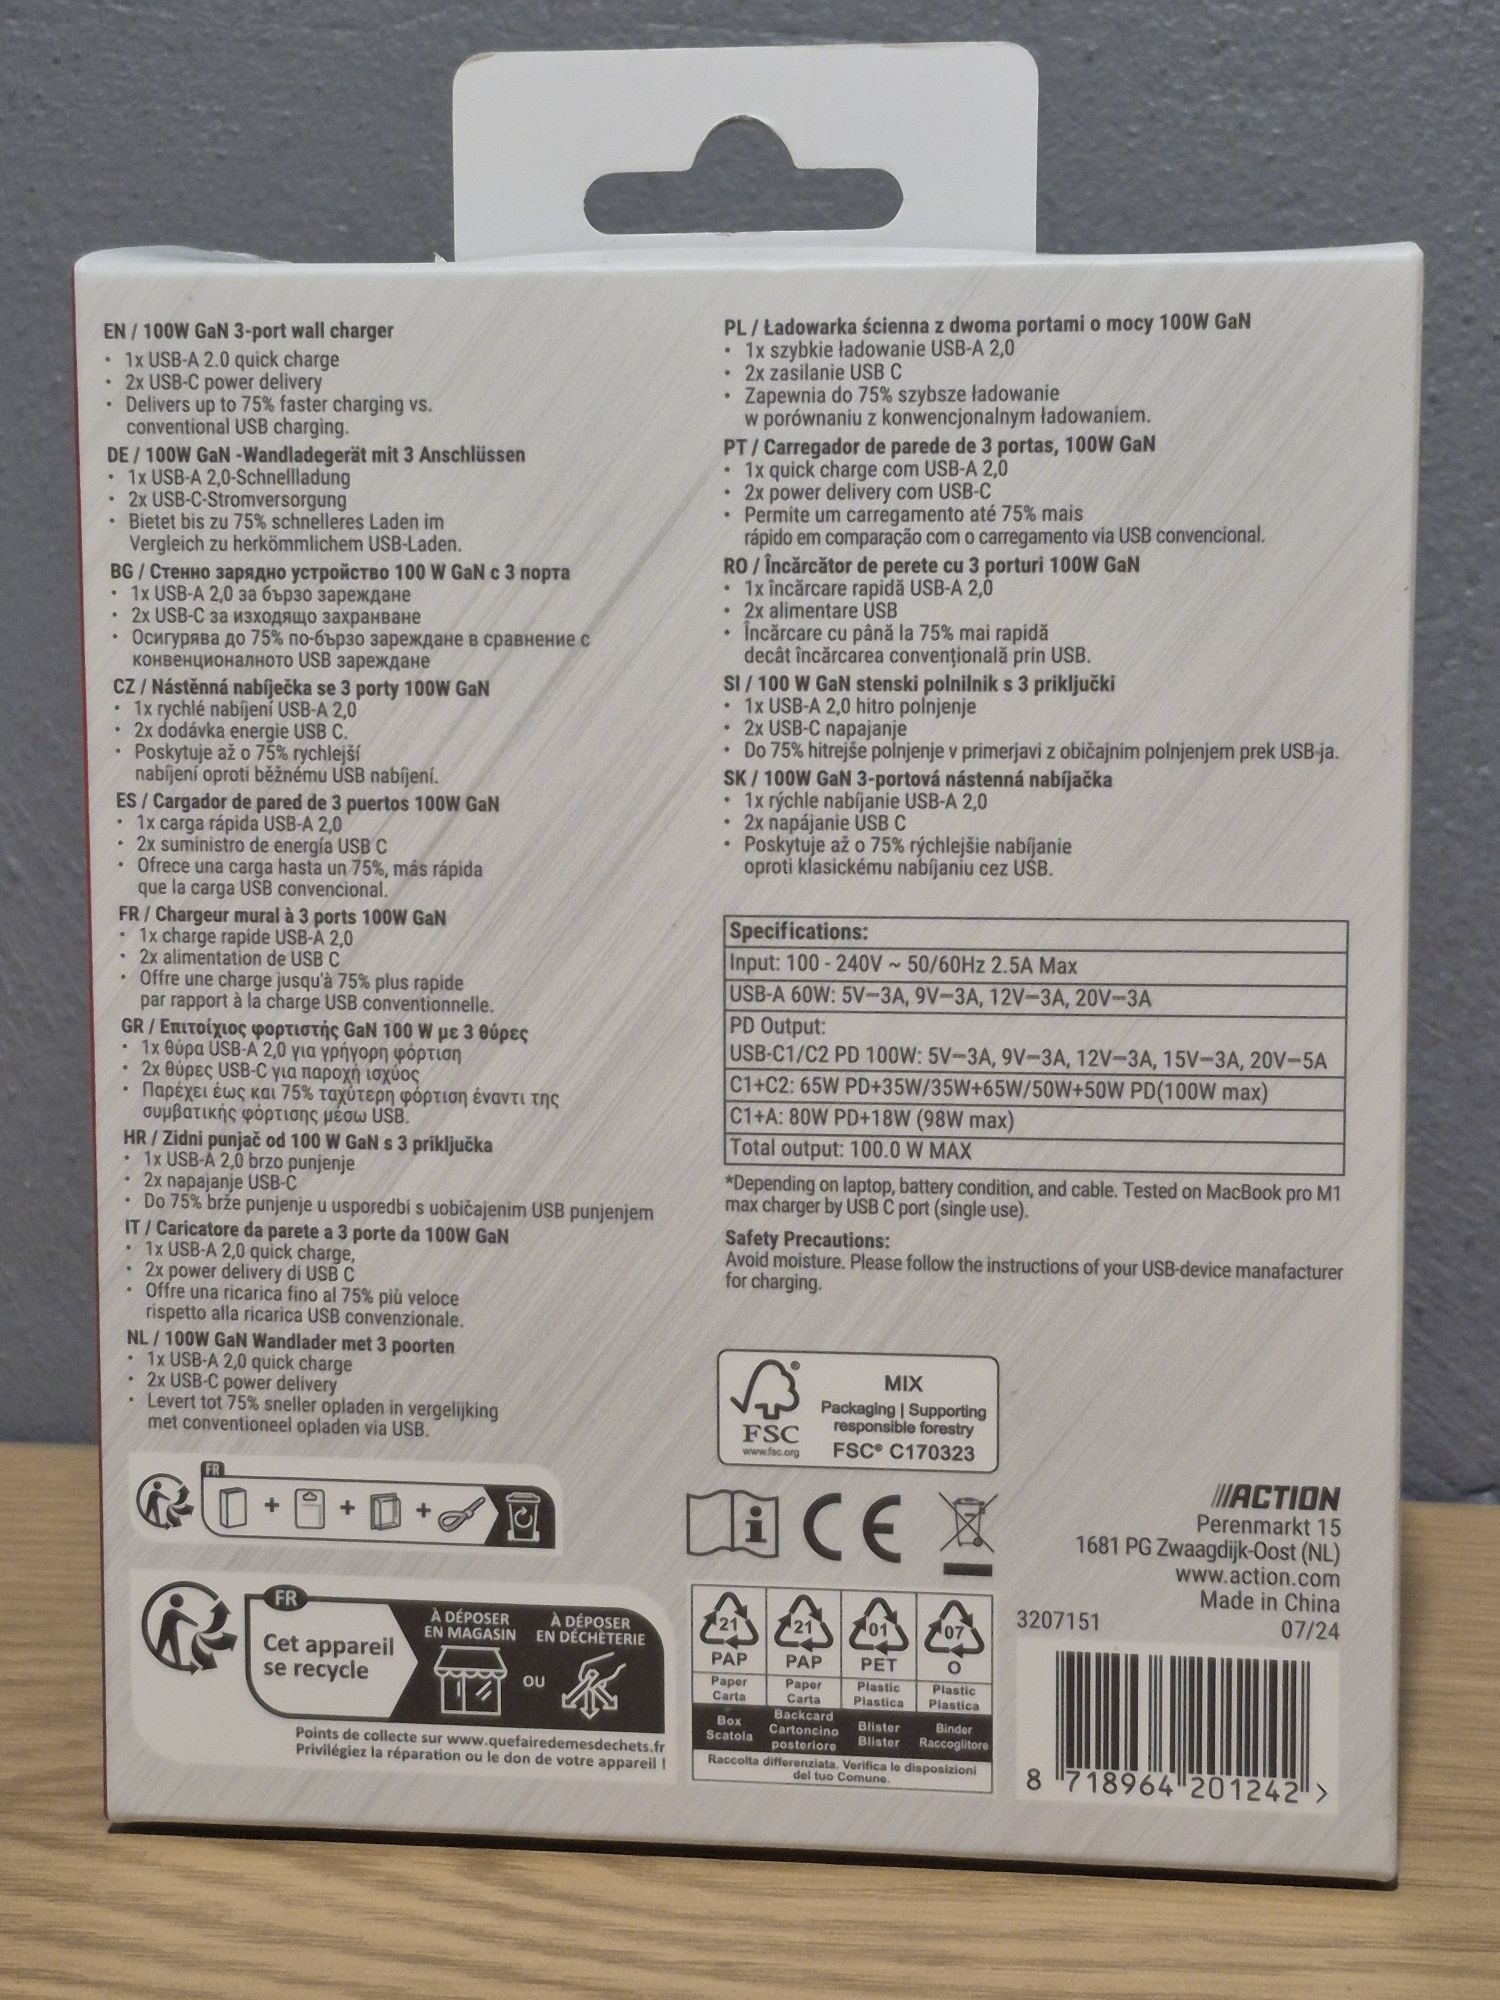 EN / 100W GaN 3-port wall charger
• 1x USB-A 2.0 quick charge
• 2x USB-C power delivery
• Delivers up to 75% faster charging vs.
conventional USB charging.
DE / 100W GaN -Wandladegerät mit 3 Anschlüssen
• 1x USB-A 2,0-Schnellladung
• 2x USB-C-Stromversorgung
• Bietet bis zu 75% schnelleres Laden im
Vergleich zu herkömmlichem USB-Laden.
BG / Стенно зарядно устройство 100 W GaN с 3 порта
• 1x USB-A 2,0 за бързо зареждане
• 2x USB-C за изходящо захранване
• Осигурява до 75% по-бързо зареждане в сравнение с
конвенционалното USB зареждане
CZ / Nástěnná nabíječka se 3 porty 100W GaN
• 1x rychlé nabíjení USB-A 2,0
• 2x dodávka energie USB C.
• Poskytuje až o 75% rychlejší
nabíjení oproti běžnému USB nabíjení.
ES / Cargador de pared de 3 puertos 100W GaN
• 1x carga rápida USB-A 2,0
• 2x suministro de energía USB C
• Ofrece una carga hasta un 75%, más rápida
que la carga USB convencional.
FR / Chargeur mural à 3 ports 100W GaN
• 1x charge rapide USB-A 2,0
• 2x alimentation de USB C
• Offre une charge jusqu'à 75% plus rapide
par rapport à la charge USB conventionnelle.
GR / Επιτοίχιος φορτιστής GaN 100 W με 3 θύρες
• 1x θύρα USB-A 2,0 για γρήγορη φόρτιση
• 2x θύρες USB-C για παροχή ισχύος
• Παρέχει έως και 75% ταχύτερη φόρτιση έναντι της
συμβατικής φόρτισης μέσω USB.
HR / Zidni punjač od 100 W GaN s 3 priključka
• 1x USB-A 2,0 brzo punjenje
• 2x napajanje USB-C
• Do 75% brže punjenje u usporedbi s uobičajenim USB punjenjem
IT / Caricatore da parete a 3 porte da 100W GaN
• 1x USB-A 2,0 quick charge,
• 2x power delivery di USB C
• Offre una ricarica fino al 75% più veloce
rispetto alla ricarica USB convenzionale.
NL / 100W GaN Wandlader met 3 poorten
• 1x USB-A 2,0 quick charge
• 2x USB-C power delivery
• Levert tot 75% sneller opladen in vergelijking
met conventioneel opladen via USB.
FR
FR
Cet appareil
se recycle
À DÉPOSER
EN MAGASIN
OU
À DÉPOSER
EN DÉCHÈTERIE
Points de collecte sur www.quefairedemesdechets.fr
Privilégiez la réparation ou le don de votre appareil !
PL / Ładowarka ścienna z dwoma portami o mocy 100W GaN
• 1x szybkie ładowanie USB-A 2,0
• 2x zasilanie USB C
• Zapewnia do 75% szybsze ładowanie
w porównaniu z konwencjonalnym ładowaniem.
PT / Carregador de parede de 3 portas, 100W GaN
• 1x quick charge com USB-A 2,0
• 2x power delivery com USB-C
• Permite um carregamento até 75% mais
rápido em comparação com o carregamento via USB convencional.
RO / Încărcător de perete cu 3 porturi 100W GaN
• 1x încărcare rapidă USB-A 2,0
• 2x alimentare USB
• Încărcare cu până la 75% mai rapidă
decât încărcarea convențională prin USB.
SI / 100 W GaN stenski polnilnik s 3 priključki
• 1x USB-A 2,0 hitro polnjenje
• 2x USB-C napajanje
• Do 75% hitrejše polnjenje v primerjavi z običajnim polnjenjem prek USB-ja.
SK / 100W GaN 3-portová nástenná nabíjačka
• 1x rýchle nabíjanie USB-A 2,0
• 2x napájanie USB C
• Poskytuje až o 75% rýchlejšie nabíjanie
oproti klasickému nabíjaniu cez USB.
Specifications:
Input: 100 - 240V ~ 50/60Hz 2.5A Max
USB-A 60W: 5V⎓3A, 9V⎓3A, 12V⎓3A, 20V⎓3A
PD Output:
USB-C1/C2 PD 100W: 5V⎓3A, 9V⎓3A, 12V⎓3A, 15V⎓3A, 20V⎓5A
C1+C2: 65W PD+35W/35W+65W/50W+50W PD(100W max)
C1+A: 80W PD+18W (98W max)
Total output: 100.0 W MAX
*Depending on laptop, battery condition, and cable. Tested on MacBook pro M1
max charger by USB C port (single use).
Safety Precautions:
Avoid moisture. Please follow the instructions of your USB-device manafacturer
for charging.
FSC
www.fsc.org
MIX
Packaging | Supporting
responsible forestry
FSC® C170323
CE
21 21 01 07
PAP PAP PET O
Paper Paper Plastic Plastic
Carta Carta Plastica Plastica
Box Scatola
Backcard Cartoncino posteriore
Blister Blister
Binder Raccoglitore
Raccolta differenziata. Verifica le disposizioni
del tuo Comune.
ACTION
Perenmarkt 15
1681 PG Zwaagdijk-Oost (NL)
www.action.com
Made in China
3207151 07/24
8 718964 201242 >